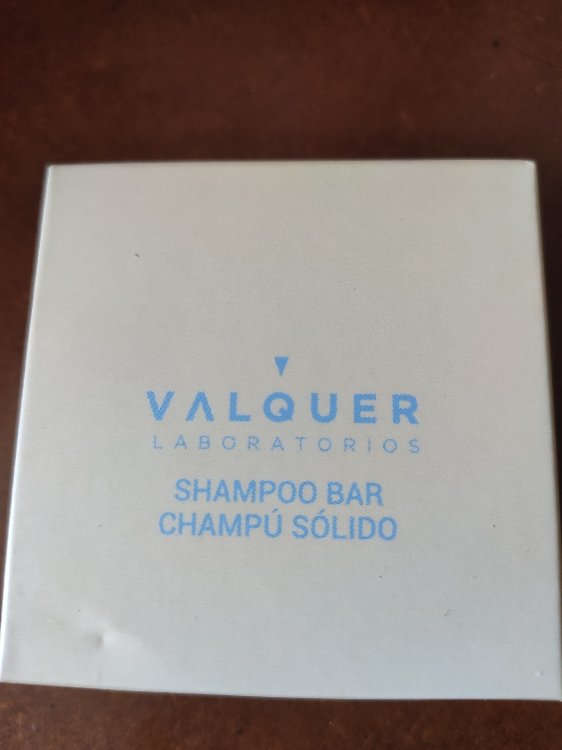 VALQUER
LABORATORIOS
SHAMPOO BAR
CHAMPÚ SÓLIDO